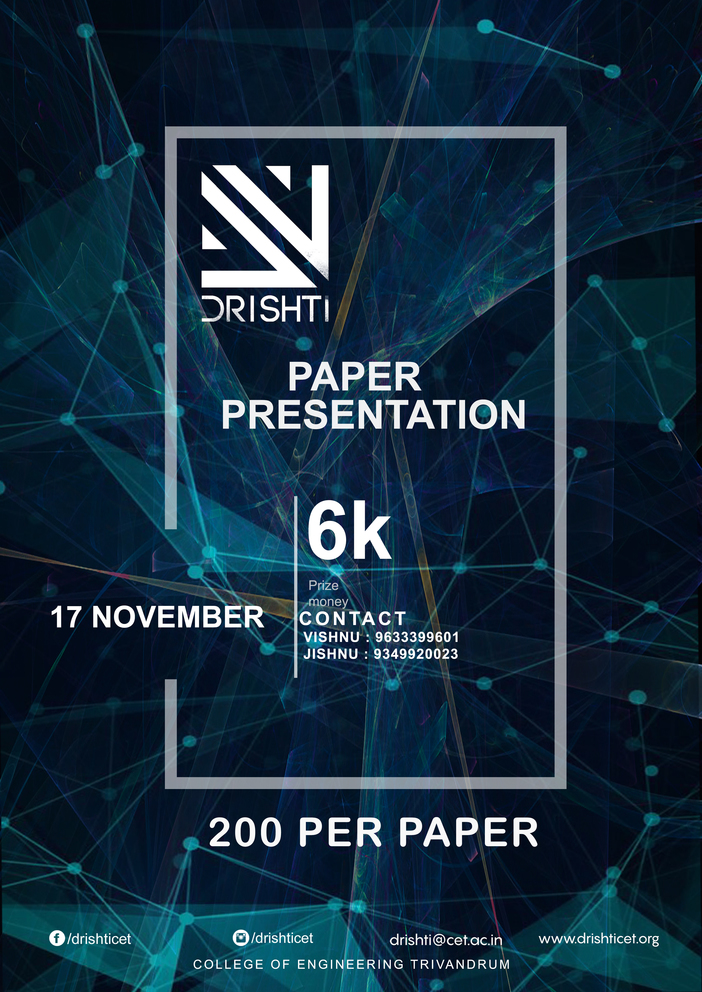 DRISHTI
PAPER
PRESENTATION
6k
Prize
money
17 NOVEMBER
CONTACT
VISHNU : 9633399601
JISHNU : 9349920023
200 PER PAPER
/drishticet
/drishticet
drishti@cet.ac.in
www.drishticet.org
COLLEGE OF ENGINEERING TRIVANDRUM